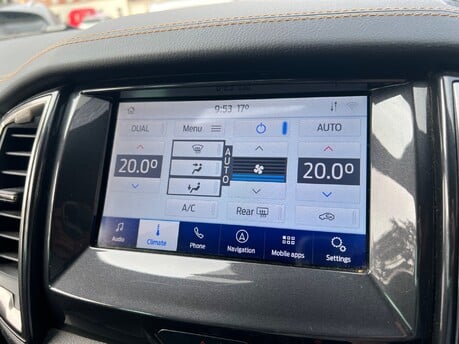 9:53 17°
DUAL Menu AUTO
20.0° AUTO 20.0°
A/C Rear
Audio Climate Phone Navigation Mobile apps Settings